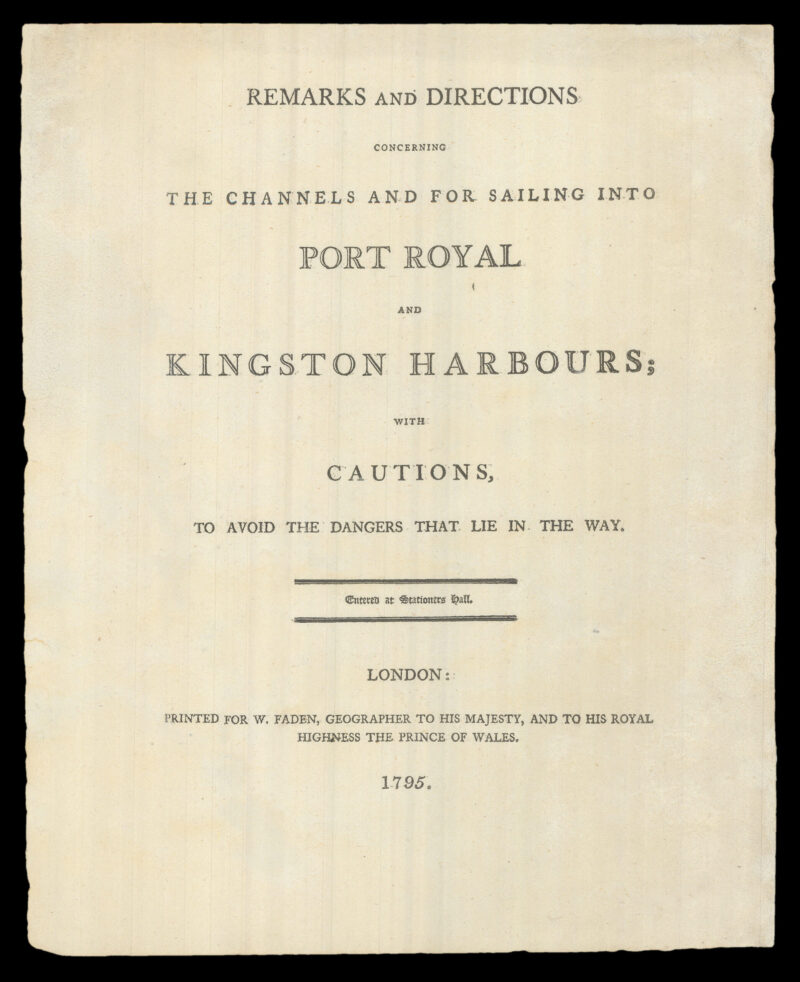 REMARKS AND DIRECTIONS
CONCERNING
THE CHANNELS AND FOR SAILING INTO
PORT ROYAL
AND
KINGSTON HARBOURS;
WITH
CAUTIONS,
TO AVOID THE DANGERS THAT LIE IN THE WAY.
Entered at Stationers Hall.
LONDON:
PRINTED FOR W. FADEN, GEOGRAPHER TO HIS MAJESTY, AND TO HIS ROYAL
HIGHNESS THE PRINCE OF WALES.
1795.